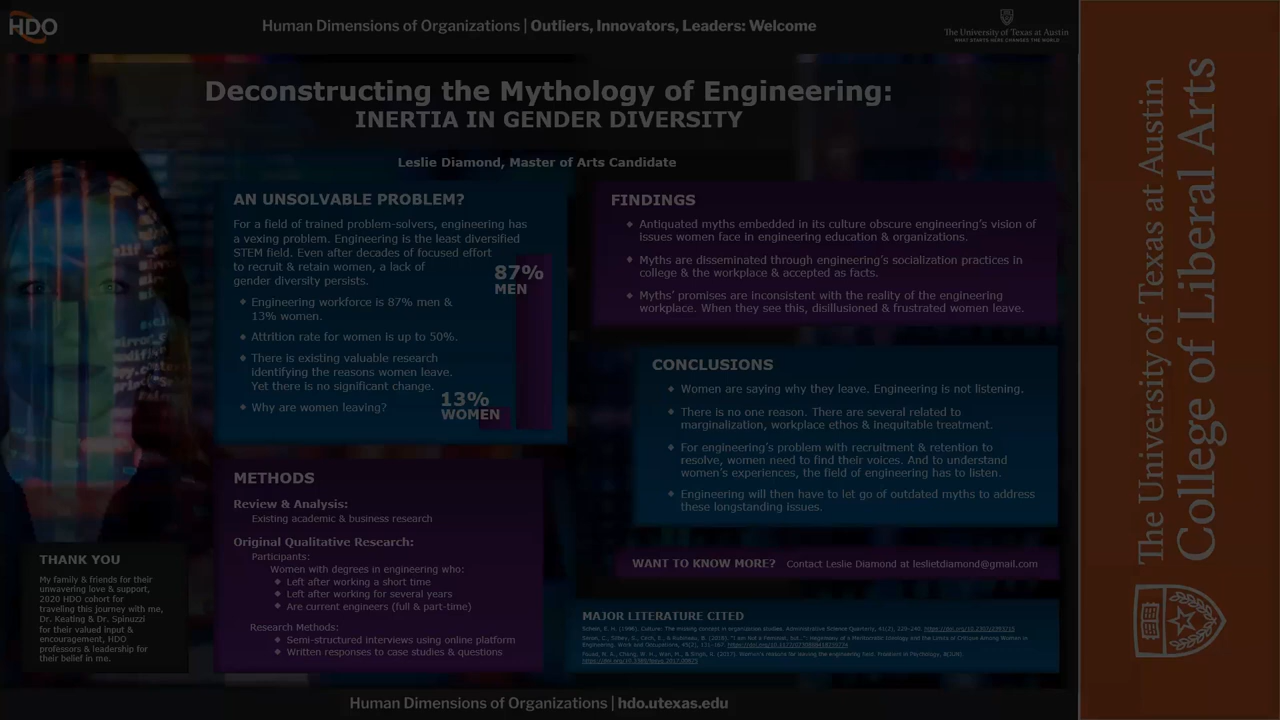 HDO
Human Dimensions of Organizations | Outliers, Innovators, Leaders: Welcome
The University of Texas at Austin
WHAT STARTS HERE CHANGES THE WORLD
Deconstructing the Mythology of Engineering:
INERTIA IN GENDER DIVERSITY
Leslie Diamond, Master of Arts Candidate
AN UNSOLVABLE PROBLEM?
For a field of trained problem-solvers, engineering has
a vexing problem. Engineering is the least diversified
STEM field. Even after decades of focused effort
to recruit & retain women, a lack of
gender diversity persists.
◆ Engineering workforce is 87% men &
13% women.
◆ Attrition rate for women is up to 50%.
◆ There is existing valuable research
identifying the reasons women leave.
Yet there is no significant change.
◆ Why are women leaving?
87%
MEN
13%
WOMEN
METHODS
Review & Analysis:
Existing academic & business research
Original Qualitative Research:
Participants:
Women with degrees in engineering who:
◆ Left after working a short time
◆ Left after working for several years
◆ Are current engineers (full & part-time)
Research Methods:
◆ Semi-structured interviews using online platform
◆ Written responses to case studies & questions
THANK YOU
My family & friends for their
unwavering love & support,
2020 HDO cohort for
traveling this journey with me,
Dr. Keating & Dr. Spinuzzi
for their valued input &
encouragement, HDO
professors & leadership for
their belief in me.
FINDINGS
◆ Antiquated myths embedded in its culture obscure engineering's vision of
issues women face in engineering education & organizations.
◆ Myths are disseminated through engineering's socialization practices in
college & the workplace & accepted as facts.
◆ Myths' promises are inconsistent with the reality of the engineering
workplace. When they see this, disillusioned & frustrated women leave.
CONCLUSIONS
◆ Women are saying why they leave. Engineering is not listening.
◆ There is no one reason. There are several related to
marginalization, workplace ethos & inequitable treatment.
◆ For engineering's problem with recruitment & retention to
resolve, women need to find their voices. And to understand
women's experiences, the field of engineering has to listen.
◆ Engineering will then have to let go of outdated myths to address
these longstanding issues.
WANT TO KNOW MORE? Contact Leslie Diamond at leslietdiamond@gmail.com
MAJOR LITERATURE CITED
Human Dimensions of Organizations | hdo.utexas.edu
The University of Texas at Austin
College of Liberal Arts